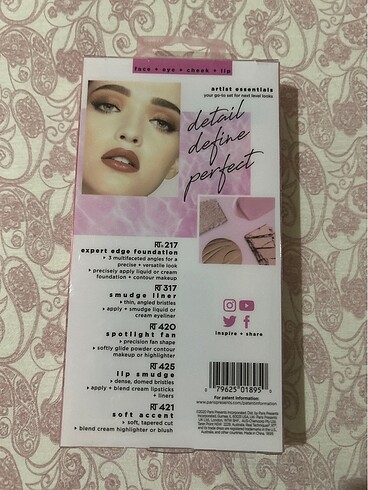 face + eye + cheek + lip
artist essentials
your go-to set for next level looks
detail
define
perfect
RT 217
expert edge foundation
▸ 3 multifaceted angles for a
precise + versatile look
▸ precisely apply liquid or cream
foundation + contour makeup
RT 317
smudge liner
▸ thin, angled bristles
▸ apply + smudge liquid or
cream eyeliner
RT 420
spotlight fan
▸ precision fan shape
▸ softly glide powder contour
makeup or highlighter
RT 425
lip smudge
▸ dense, domed bristles
▸ apply + blend cream lipsticks
+ liners
RT 421
soft accent
▸ soft, tapered cut
▸ blend cream highlighter or blush
inspire + share
79625 01895
For patent information:
www.parispresents.com/patentinformation